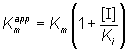 K_m^{app} = K_m (1 + [I]/K_i)